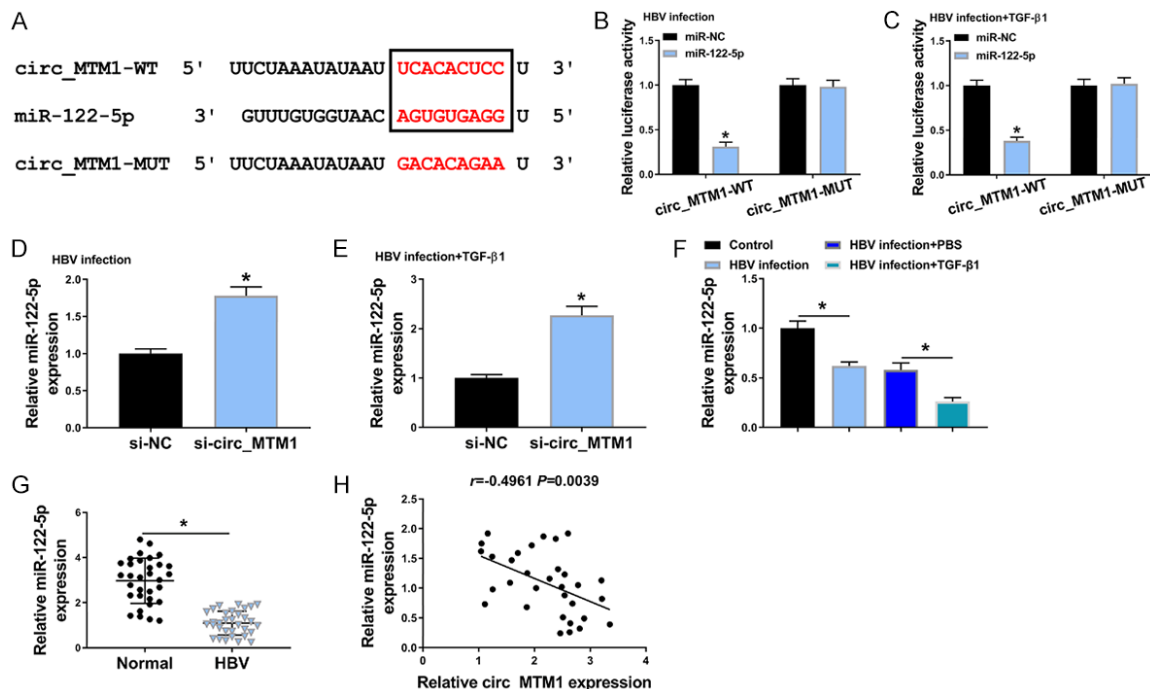 A
circ_MTM1-WT 5' UUCUAAAUAUAAU UCACACUCC U 3'
miR-122-5p 3' GUUUGUGGUAAC AGUGUGAGG U 5'
circ_MTM1-MUT 5' UUCUAAAUAUAAU GACACAGAA U 3'
B
HBV infection
miR-NC
miR-122-5p
Relative luciferase activity
1.5
1.0
0.5
0.0
*
circ_MTM1-WT
circ_MTM1-MUT
C
HBV infection+TGF-β1
miR-NC
miR-122-5p
Relative luciferase activity
1.5
1.0
0.5
0.0
*
circ_MTM1-WT
circ_MTM1-MUT
D
HBV infection
Relative miR-122-5p
expression
2.0
1.5
1.0
0.5
0.0
*
si-NC si-circ_MTM1
E
HBV infection+TGF-β1
Relative miR-122-5p
expression
3
2
1
0
*
si-NC si-circ_MTM1
F
Control HBV infection+PBS
HBV infection HBV infection+TGF-β1
Relative miR-122-5p
expression
1.5
1.0
0.5
0.0
*
*
G
Relative miR-122-5p
expression
6
4
2
0
*
Normal HBV
H
r=-0.4961 P=0.0039
Relative miR-122-5p
expression
2.5
2.0
1.5
1.0
0.5
0.0
0 1 2 3 4
Relative circ_MTM1 expression